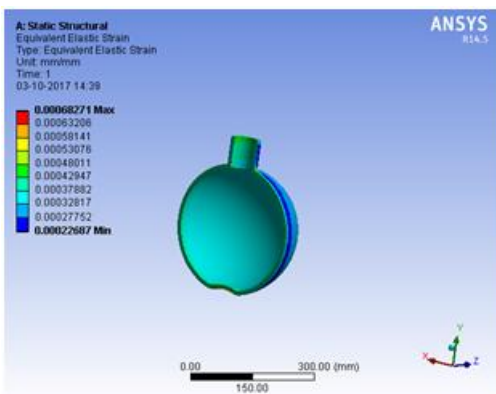 A: Static Structural
Equivalent Elastic Strain
Type: Equivalent Elastic Strain
Unit: mm/mm
Time: 1
03-10-2017 14:39
ANSYS
R14.5
0.00068271 Max
0.00063206
0.00058141
0.00053076
0.00048011
0.00042947
0.00037882
0.00032817
0.00027752
0.00022687 Min
Y
X
Z
0.00
300.00 (mm)
150.00